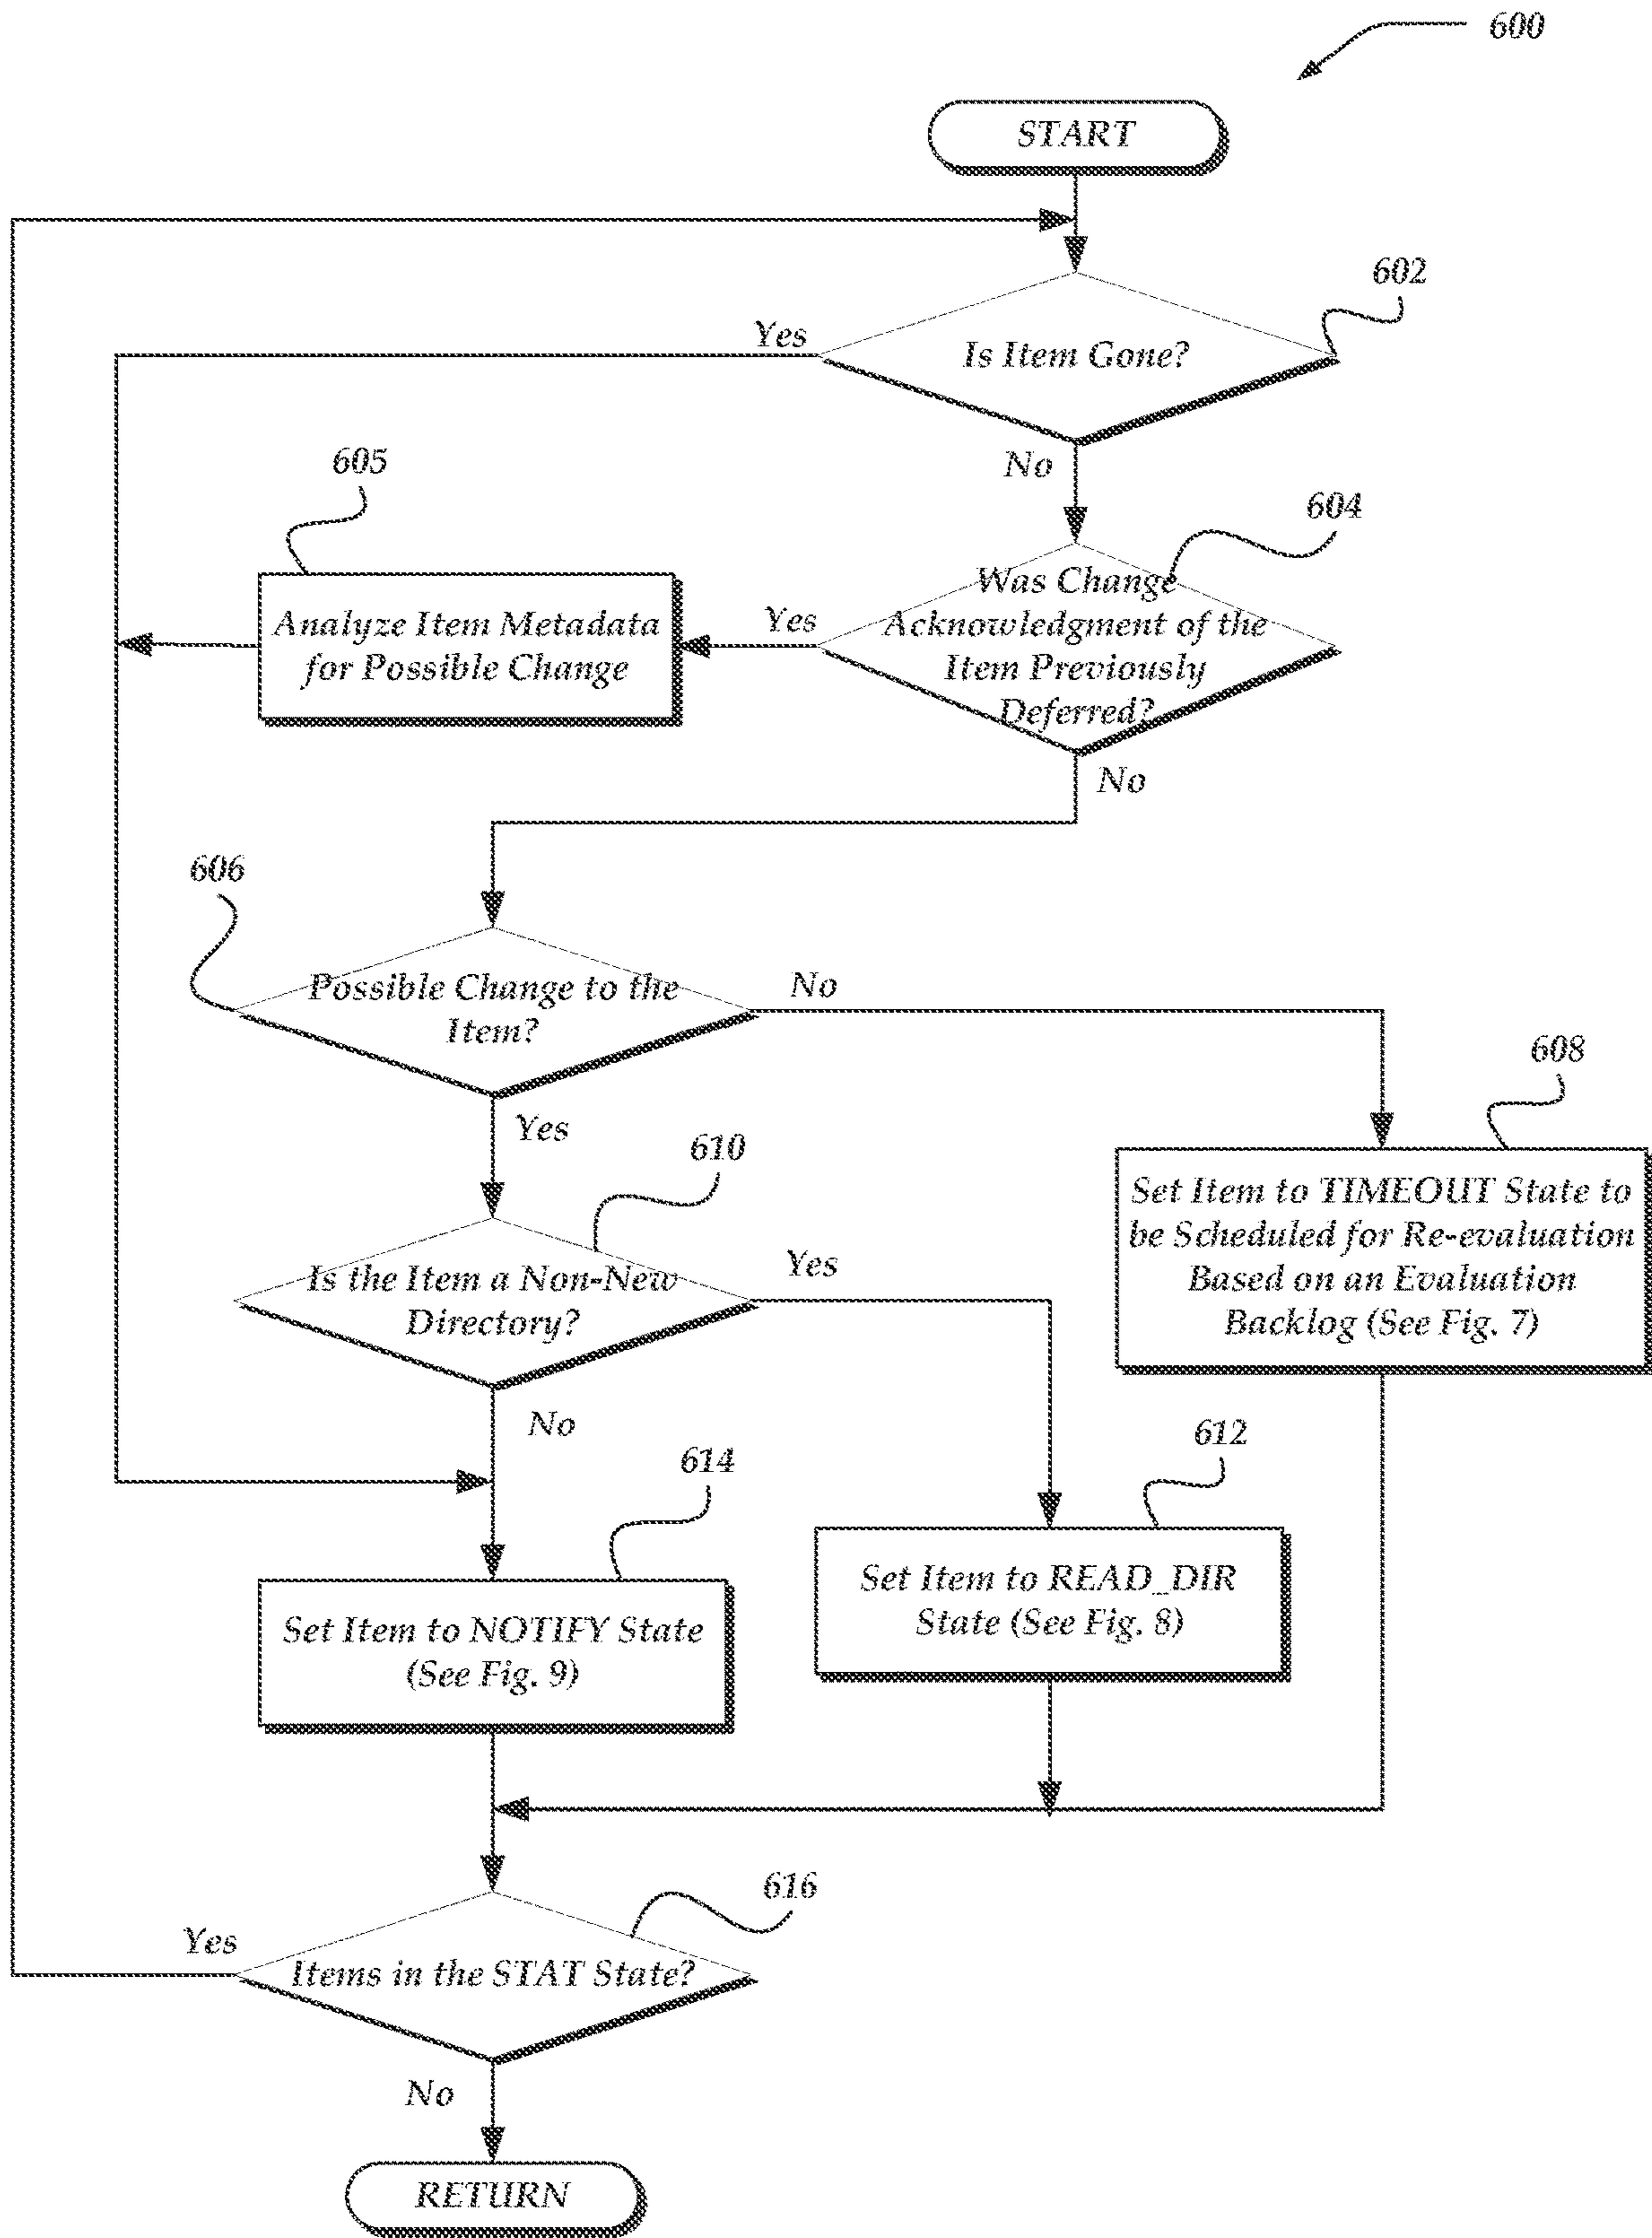 600
START
602
Yes
Is Item Gone?
No
605
604
Analyze Item Metadata
for Possible Change
Yes
Was Change
Acknowledgment of the
Item Previously
Deferred?
No
606
Possible Change to the
Item?
No
608
Yes
610
Set Item to TIMEOUT State to
be Scheduled for Re-evaluation
Based on an Evaluation
Backlog (See Fig. 7)
Is the Item a Non-New
Directory?
Yes
No
614
612
Set Item to NOTIFY State
(See Fig. 9)
Set Item to READ_DIR
State (See Fig. 8)
616
Yes
Items in the STAT State?
No
RETURN